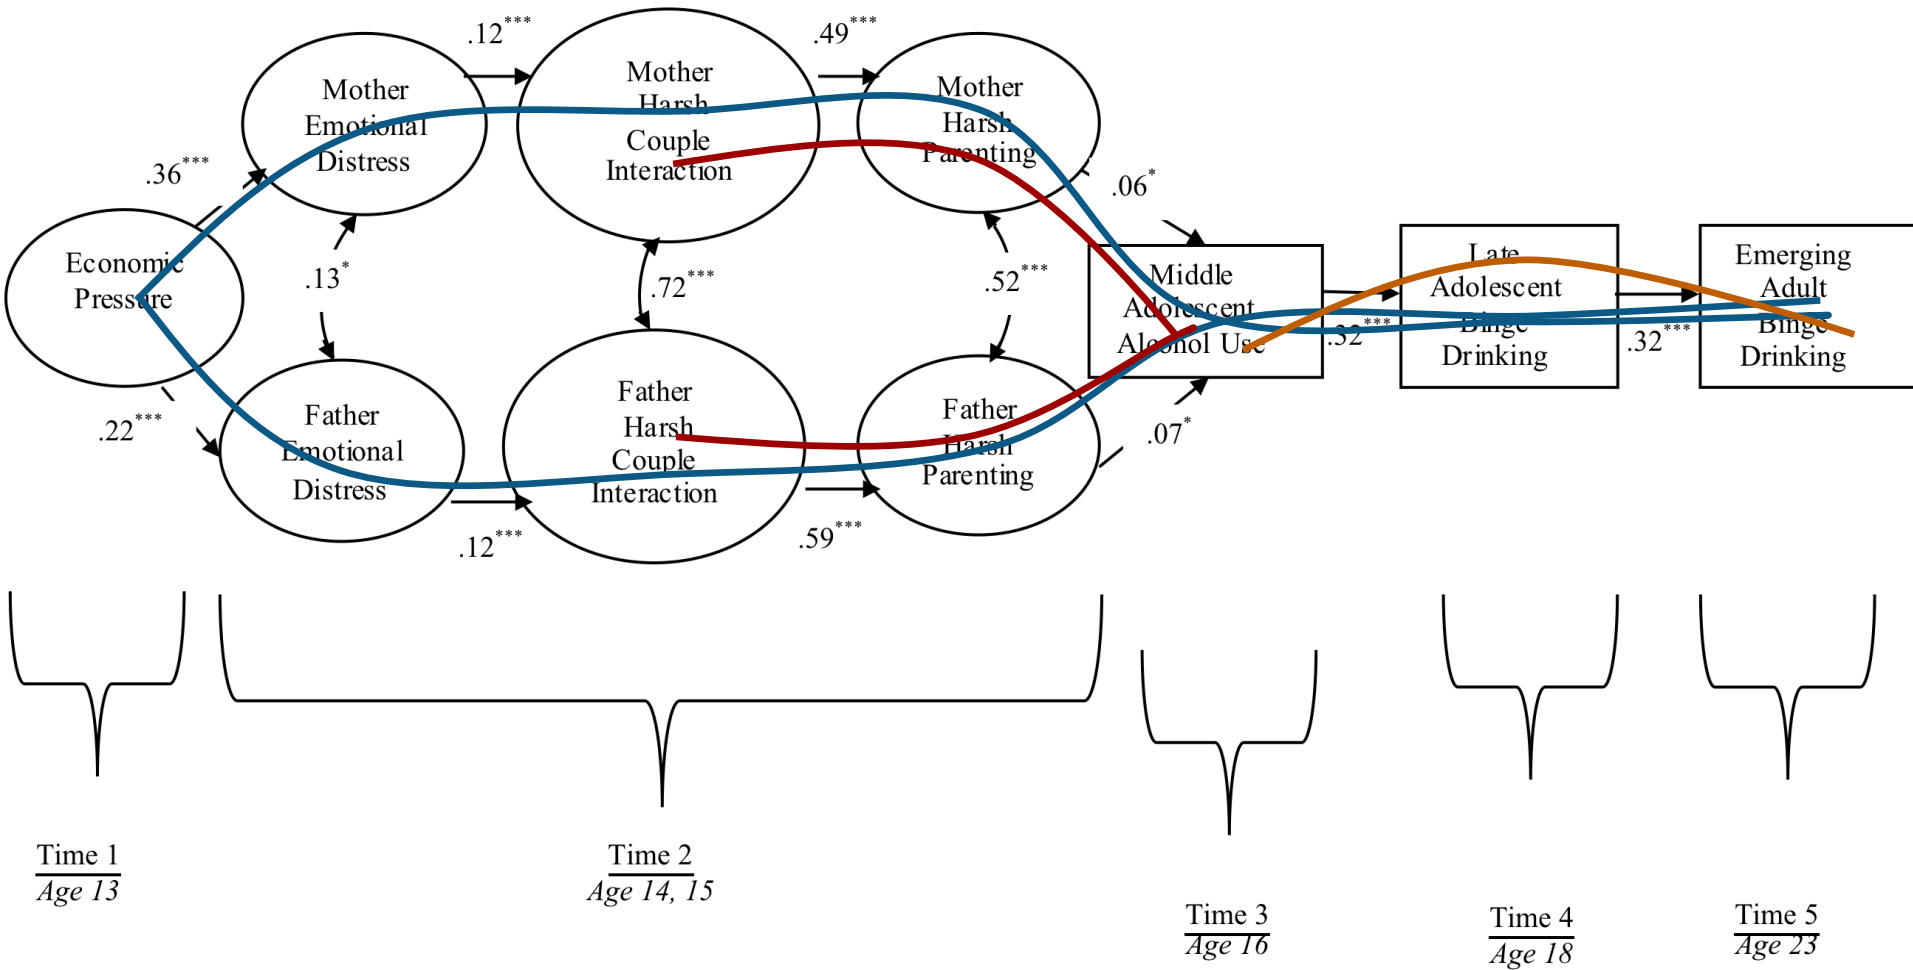 .12***
.49***
Mother
Emotional
Distress
Mother
Harsh
Couple
Interaction
Mother
Harsh
Parenting
.36***
.06*
Economic
Pressure
.13*
.72***
.52***
Middle
Adolescent
Alcohol Use
.32***
Late
Adolescent
Binge
Drinking
.32***
Emerging
Adult
Binge
Drinking
.22***
Father
Emotional
Distress
Father
Harsh
Couple
Interaction
Father
Harsh
Parenting
.07*
.12***
.59***
Time 1
Age 13
Time 2
Age 14, 15
Time 3
Age 16
Time 4
Age 18
Time 5
Age 23